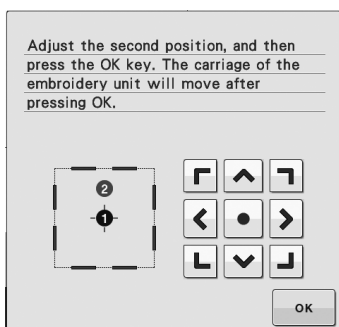 Adjust the second position, and then
press the OK key. The carriage of the
embroidery unit will move after
pressing OK.
2
1
OK